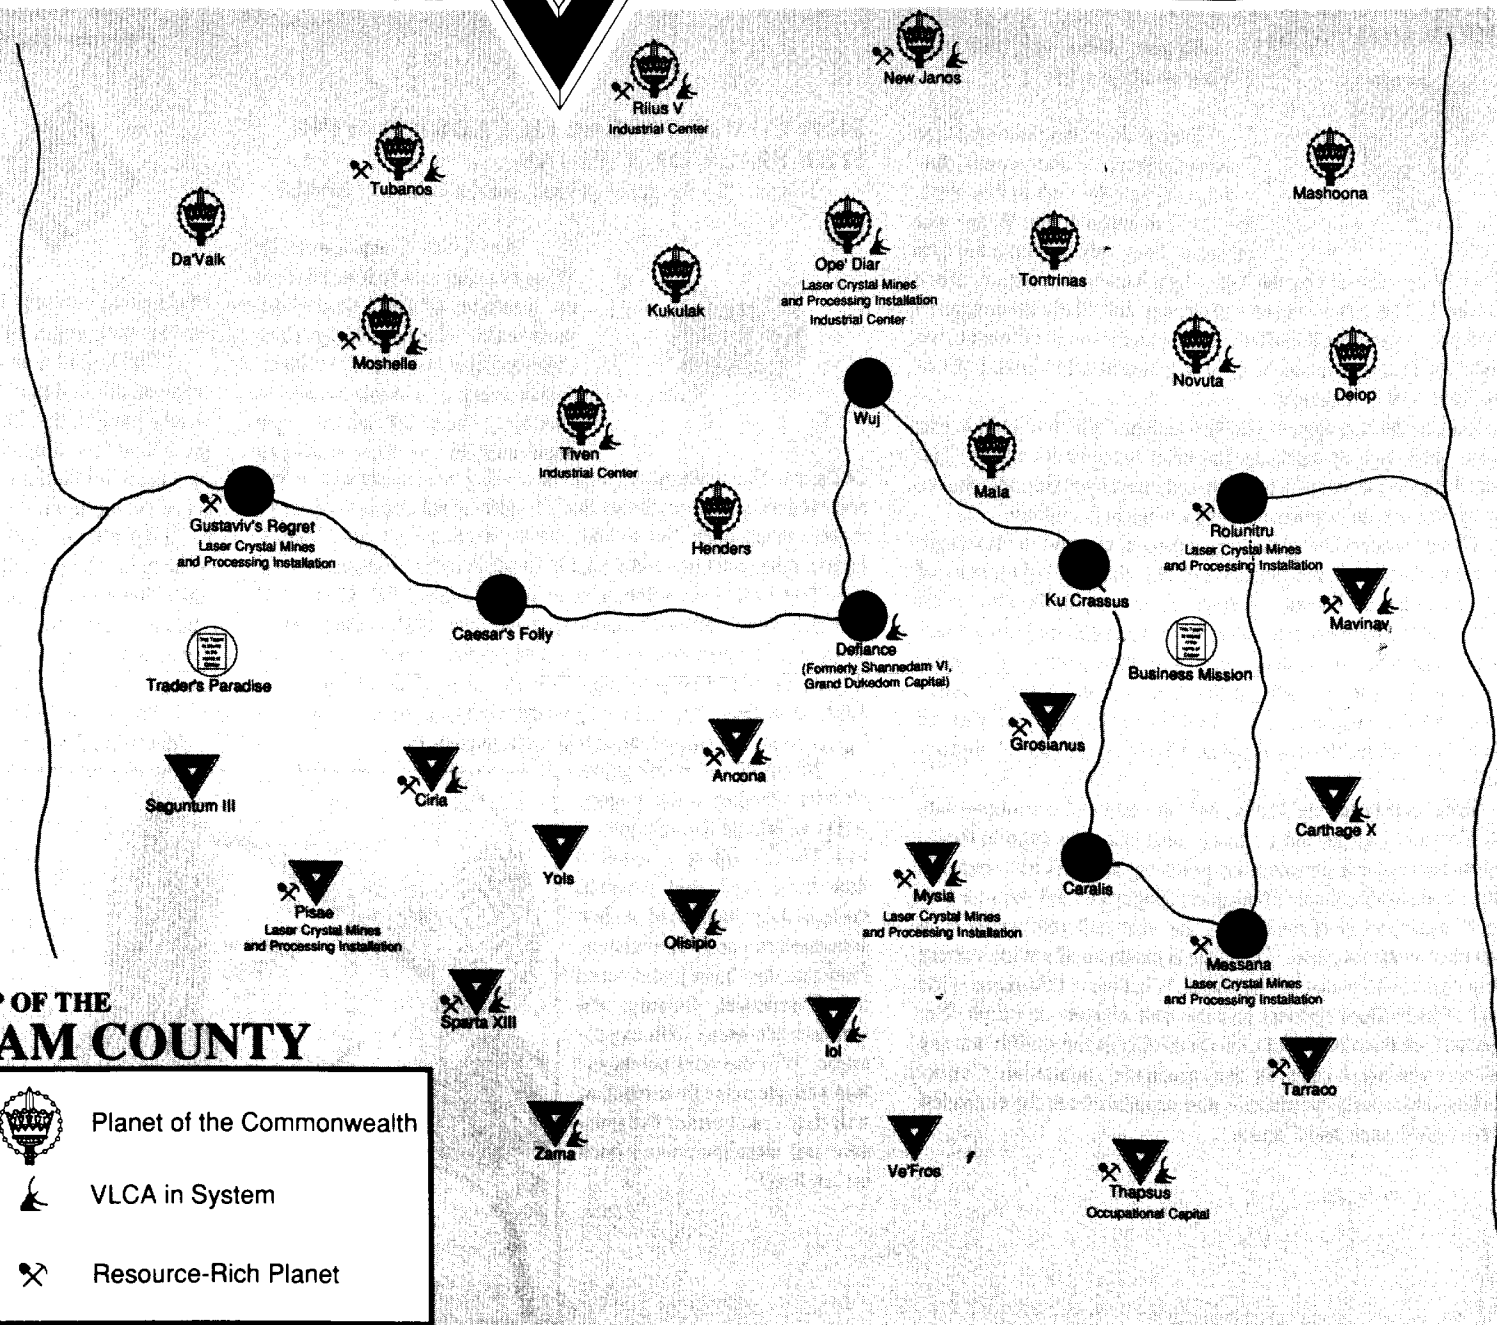 New Janos
Rilus V
Industrial Center
Tubanos
Mashoona
Da'Vaik
Ope' Diar
Laser Crystal Mines
and Processing Installation
Industrial Center
Tontrinas
Kukulak
Moshelle
Novuta
Deiop
Wuj
Tiven
Industrial Center
Maia
Gustaviv's Regret
Laser Crystal Mines
and Processing Installation
Henders
Rolunitru
Laser Crystal Mines
and Processing Installation
Ku Crassus
Mavinav
Caesar's Folly
Defiance
(Formerly Shannedam VI,
Grand Dukedom Capital)
Trader's Paradise
Business Mission
Grosianus
Ancona
Saguntum III
Ciria
Carthage X
Yols
Caralis
Mysia
Laser Crystal Mines
and Processing Installation
Pisae
Laser Crystal Mines
and Processing Installation
Olisipio
Messana
Laser Crystal Mines
and Processing Installation
Sparta XIII
Iol
OF THE
AM COUNTY
Tarraco
Zama
Ve'Fros
Thapsus
Occupational Capital
Planet of the Commonwealth
VLCA in System
Resource-Rich Planet